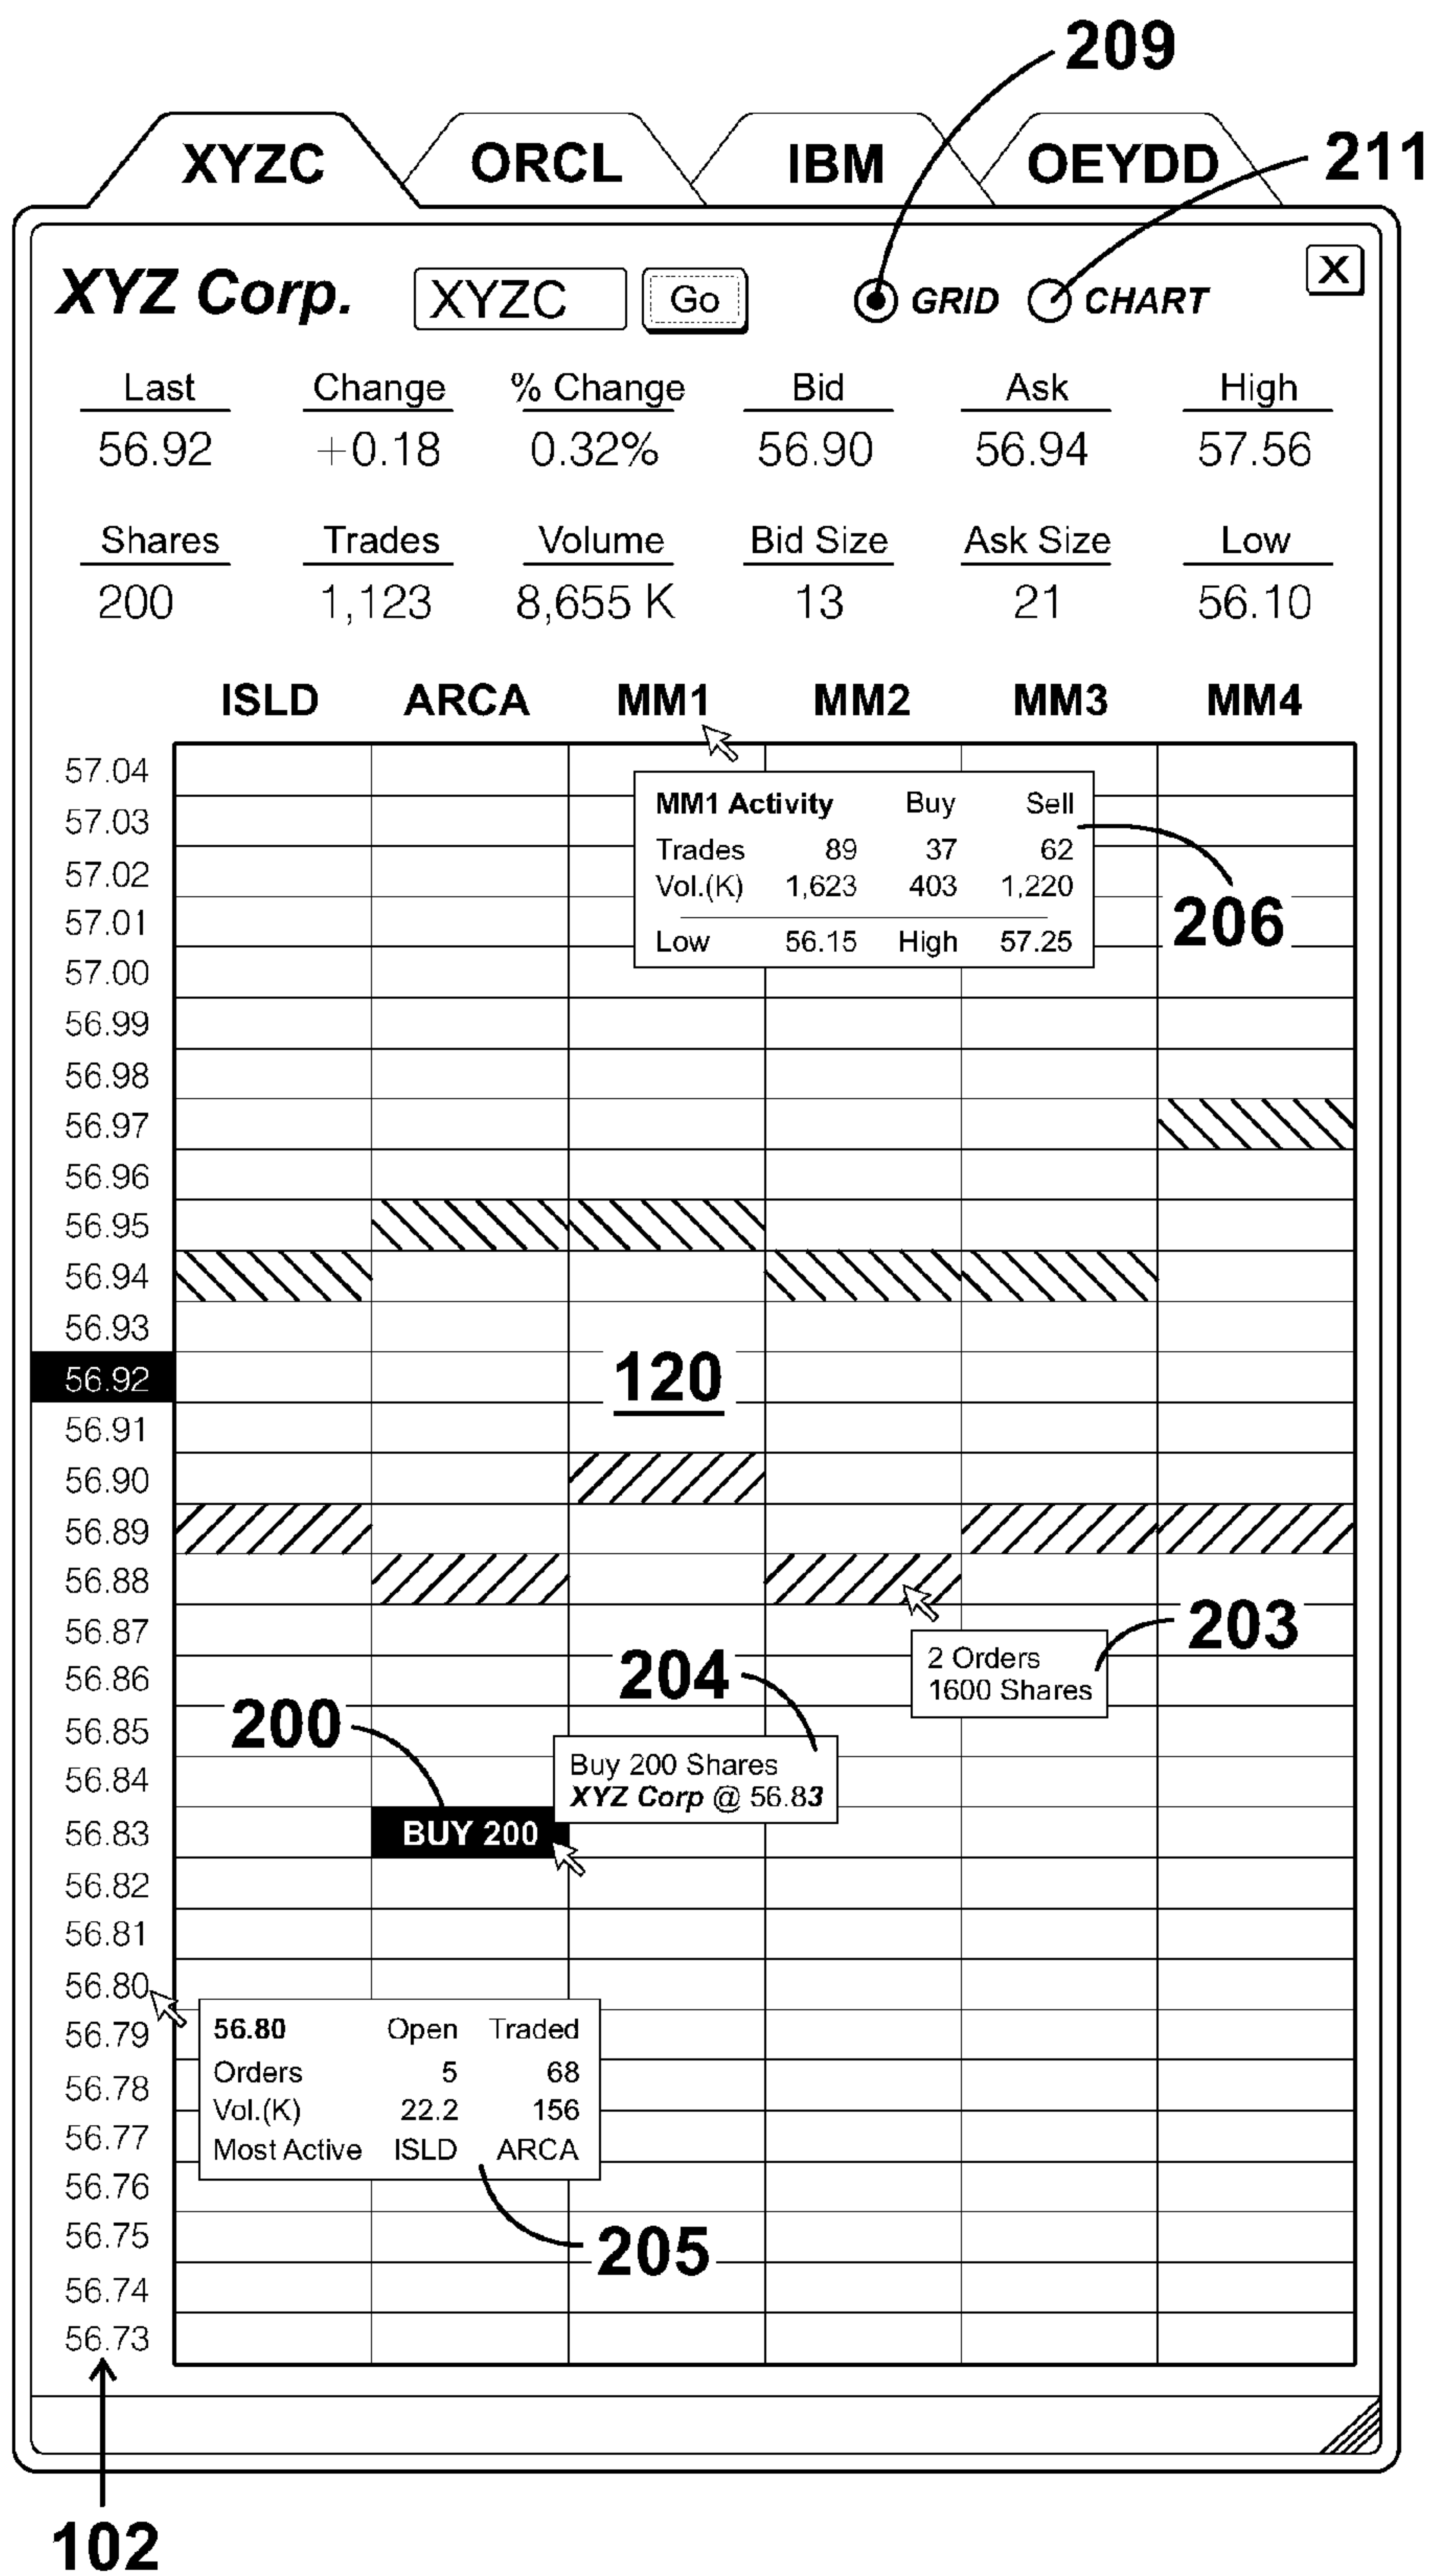 209
XYZC ORCL IBM OEYDD 211
XYZ Corp. XYZC Go GRID CHART X
Last Change % Change Bid Ask High
56.92 +0.18 0.32% 56.90 56.94 57.56
Shares Trades Volume Bid Size Ask Size Low
200 1,123 8,655 K 13 21 56.10
ISLD ARCA MM1 MM2 MM3 MM4
57.04
MM1 Activity Buy Sell
57.03
Trades 89 37 62
57.02
Vol.(K) 1,623 403 1,220
57.01
206
Low 56.15 High 57.25
57.00
56.99
56.98
56.97
56.96
56.95
56.94
56.93
56.92 120
56.91
56.90
56.89
56.88
56.87
203
2 Orders
1600 Shares
56.86
204
56.85
200
Buy 200 Shares
XYZ Corp @ 56.83
56.84
56.83 BUY 200
56.82
56.81
56.80
56.79
56.80 Open Traded
Orders 5 68
56.78
Vol.(K) 22.2 156
56.77
Most Active ISLD ARCA
56.76
56.75
205
56.74
56.73
102